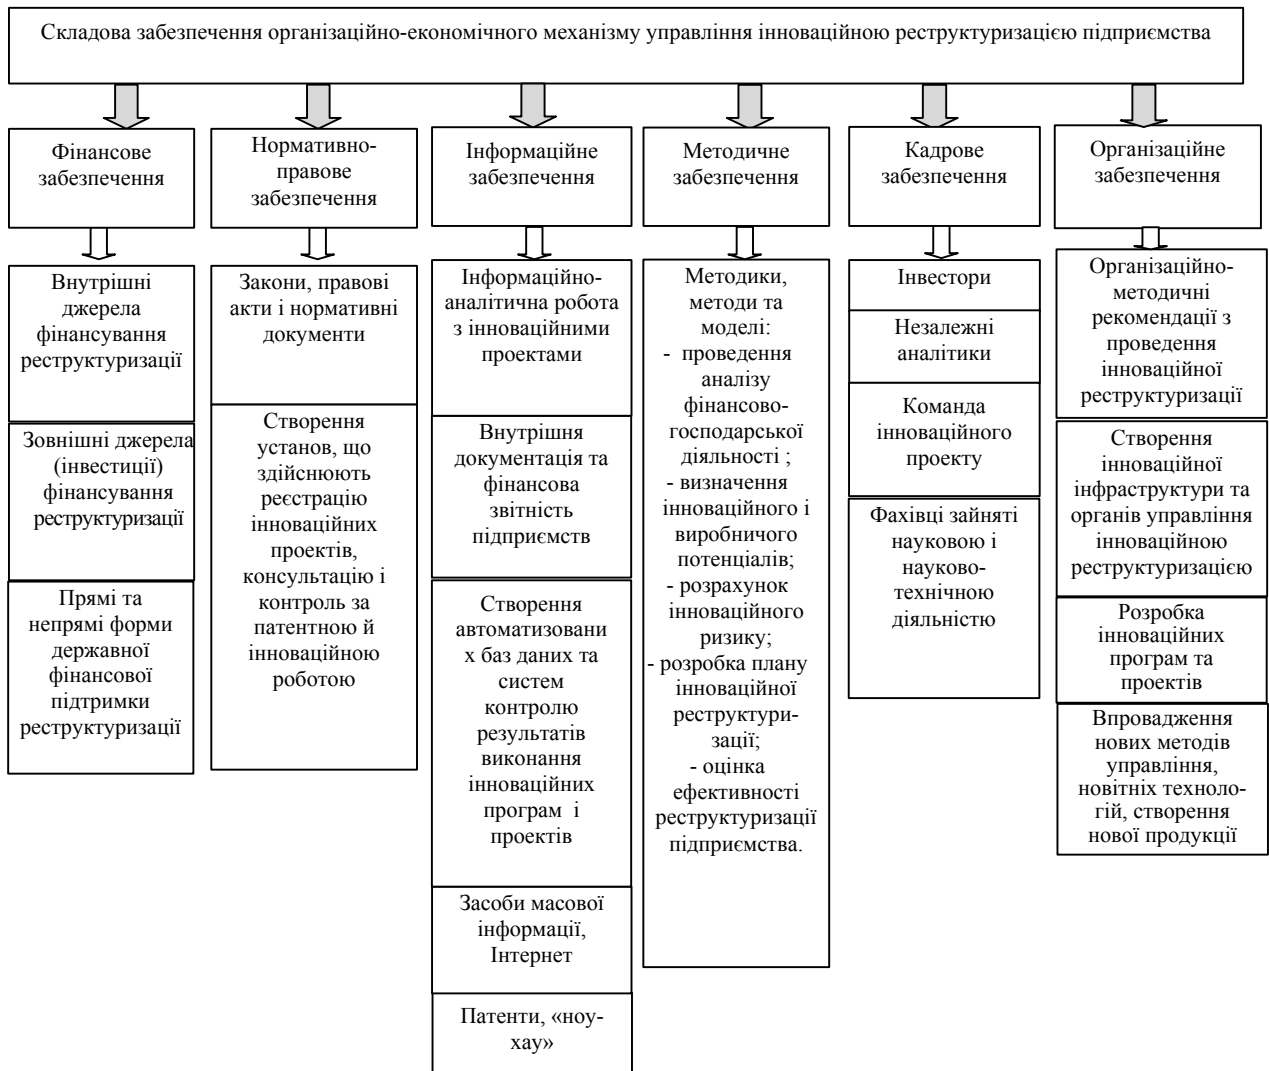 Складова забезпечення організаційно-економічного механізму управління інноваційною реструктуризацією підприємства
Фінансове
забезпечення
Нормативно-
правове
забезпечення
Інформаційне
забезпечення
Методичне
забезпечення
Кадрове
забезпечення
Організаційне
забезпечення
Внутрішні
джерела
фінансування
реструктуризації
Зовнішні джерела
(інвестиції)
фінансування
реструктуризації
Прямі та
непрямі форми
державної
фінансової
підтримки
реструктуризації
Закони, правові
акти і нормативні
документи
Створення
установ, що
здійснюють
реєстрацію
інноваційних
проектів,
консультацію і
контроль за
патентною й
інноваційною
роботою
Інформаційно-
аналітична робота
з інноваційними
проектами
Внутрішня
документація та
фінансова
звітність
підприємств
Створення
автоматизовани
х баз даних та
систем
контролю
результатів
виконання
інноваційних
програм і
проектів
Засоби масової
інформації,
Інтернет
Патенти, «ноу-
хау»
Методики,
методи та
моделі:
- проведення
аналізу
фінансово-
господарської
діяльності ;
- визначення
інноваційного і
виробничого
потенціалів;
- розрахунок
інноваційного
ризику;
- розробка плану
інноваційної
реструктури-
зації;
- оцінка
ефективності
реструктуризації
підприємства.
Інвестори
Незалежні
аналітики
Команда
інноваційного
проекту
Фахівці зайняті
науковою і
науково-
технічною
діяльністю
Організаційно-
методичні
рекомендації з
проведення
інноваційної
реструктуризації
Створення
інноваційної
інфраструктури та
органів управління
інноваційною
реструктуризацією
Розробка
інноваційних
програм та
проектів
Впровадження
нових методів
управління,
новітніх техноло-
гій, створення
нової продукції